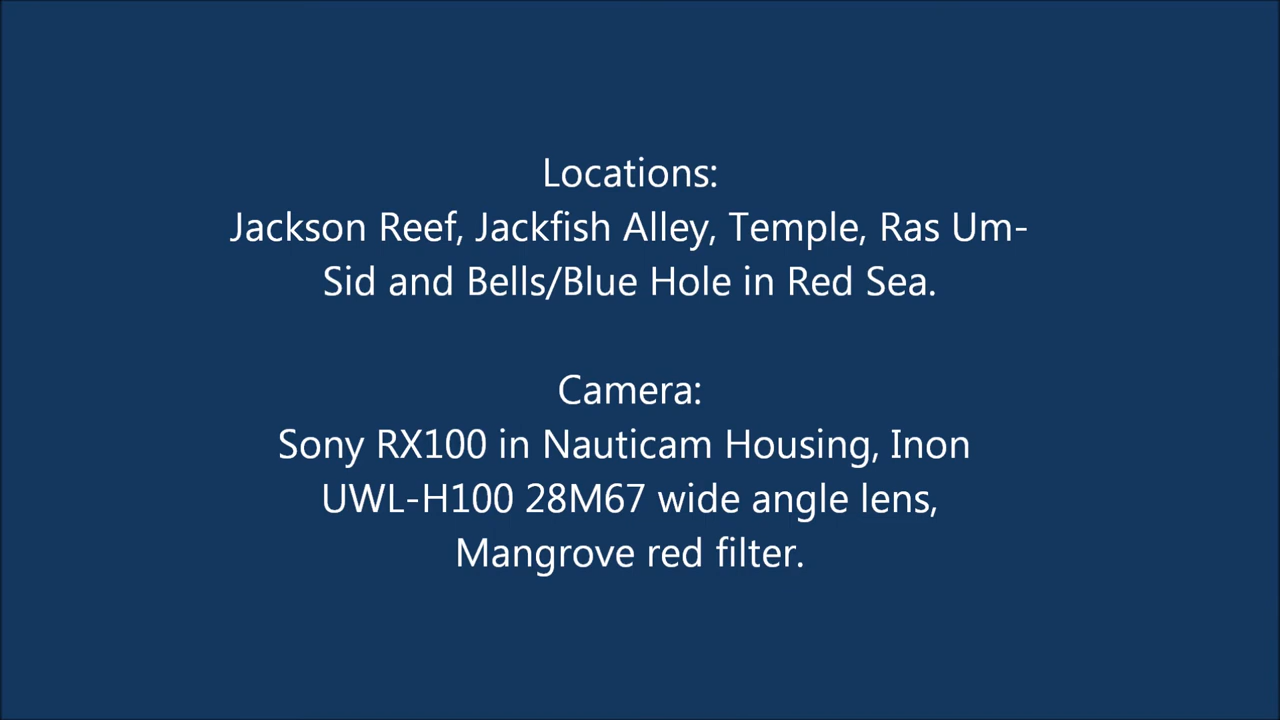 Locations:
Jackson Reef, Jackfish Alley, Temple, Ras Um-
Sid and Bells/Blue Hole in Red Sea.
Camera:
Sony RX100 in Nauticam Housing, Inon
UWL-H100 28M67 wide angle lens,
Mangrove red filter.